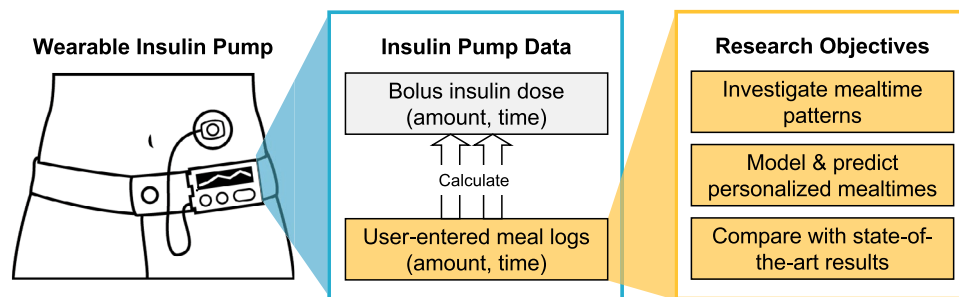 Wearable Insulin Pump
Insulin Pump Data
Bolus insulin dose
(amount, time)
Calculate
User-entered meal logs
(amount, time)
Research Objectives
Investigate mealtime
patterns
Model & predict
personalized mealtimes
Compare with state-of-
the-art results